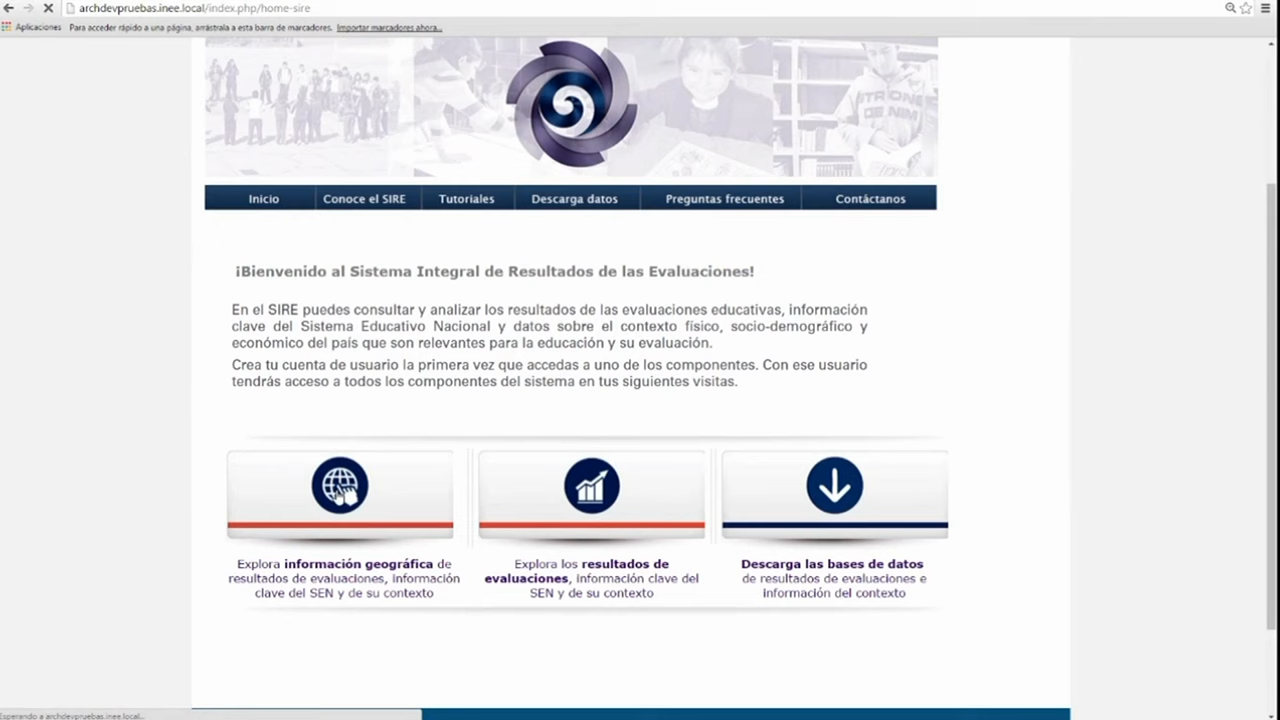 archdevpruebas.inee.local/index.php/home-sire
Aplicaciones Para acceder rápido a una página, arrástrala a esta barra de marcadores. Importar marcadores ahora...
STRONG
DE NIM
Inicio Conoce el SIRE Tutoriales Descarga datos Preguntas frecuentes Contáctanos
¡Bienvenido al Sistema Integral de Resultados de las Evaluaciones!
En el SIRE puedes consultar y analizar los resultados de las evaluaciones educativas, información
clave del Sistema Educativo Nacional y datos sobre el contexto físico, socio-demográfico y
económico del país que son relevantes para la educación y su evaluación.
Crea tu cuenta de usuario la primera vez que accedas a uno de los componentes. Con ese usuario
tendrás acceso a todos los componentes del sistema en tus siguientes visitas.
Explora información geográfica de
resultados de evaluaciones, información
clave del SEN y de su contexto
Explora los resultados de
evaluaciones, información clave del
SEN y de su contexto
Descarga las bases de datos
de resultados de evaluaciones e
información del contexto
Esperando a archdevpruebas.inee.local...